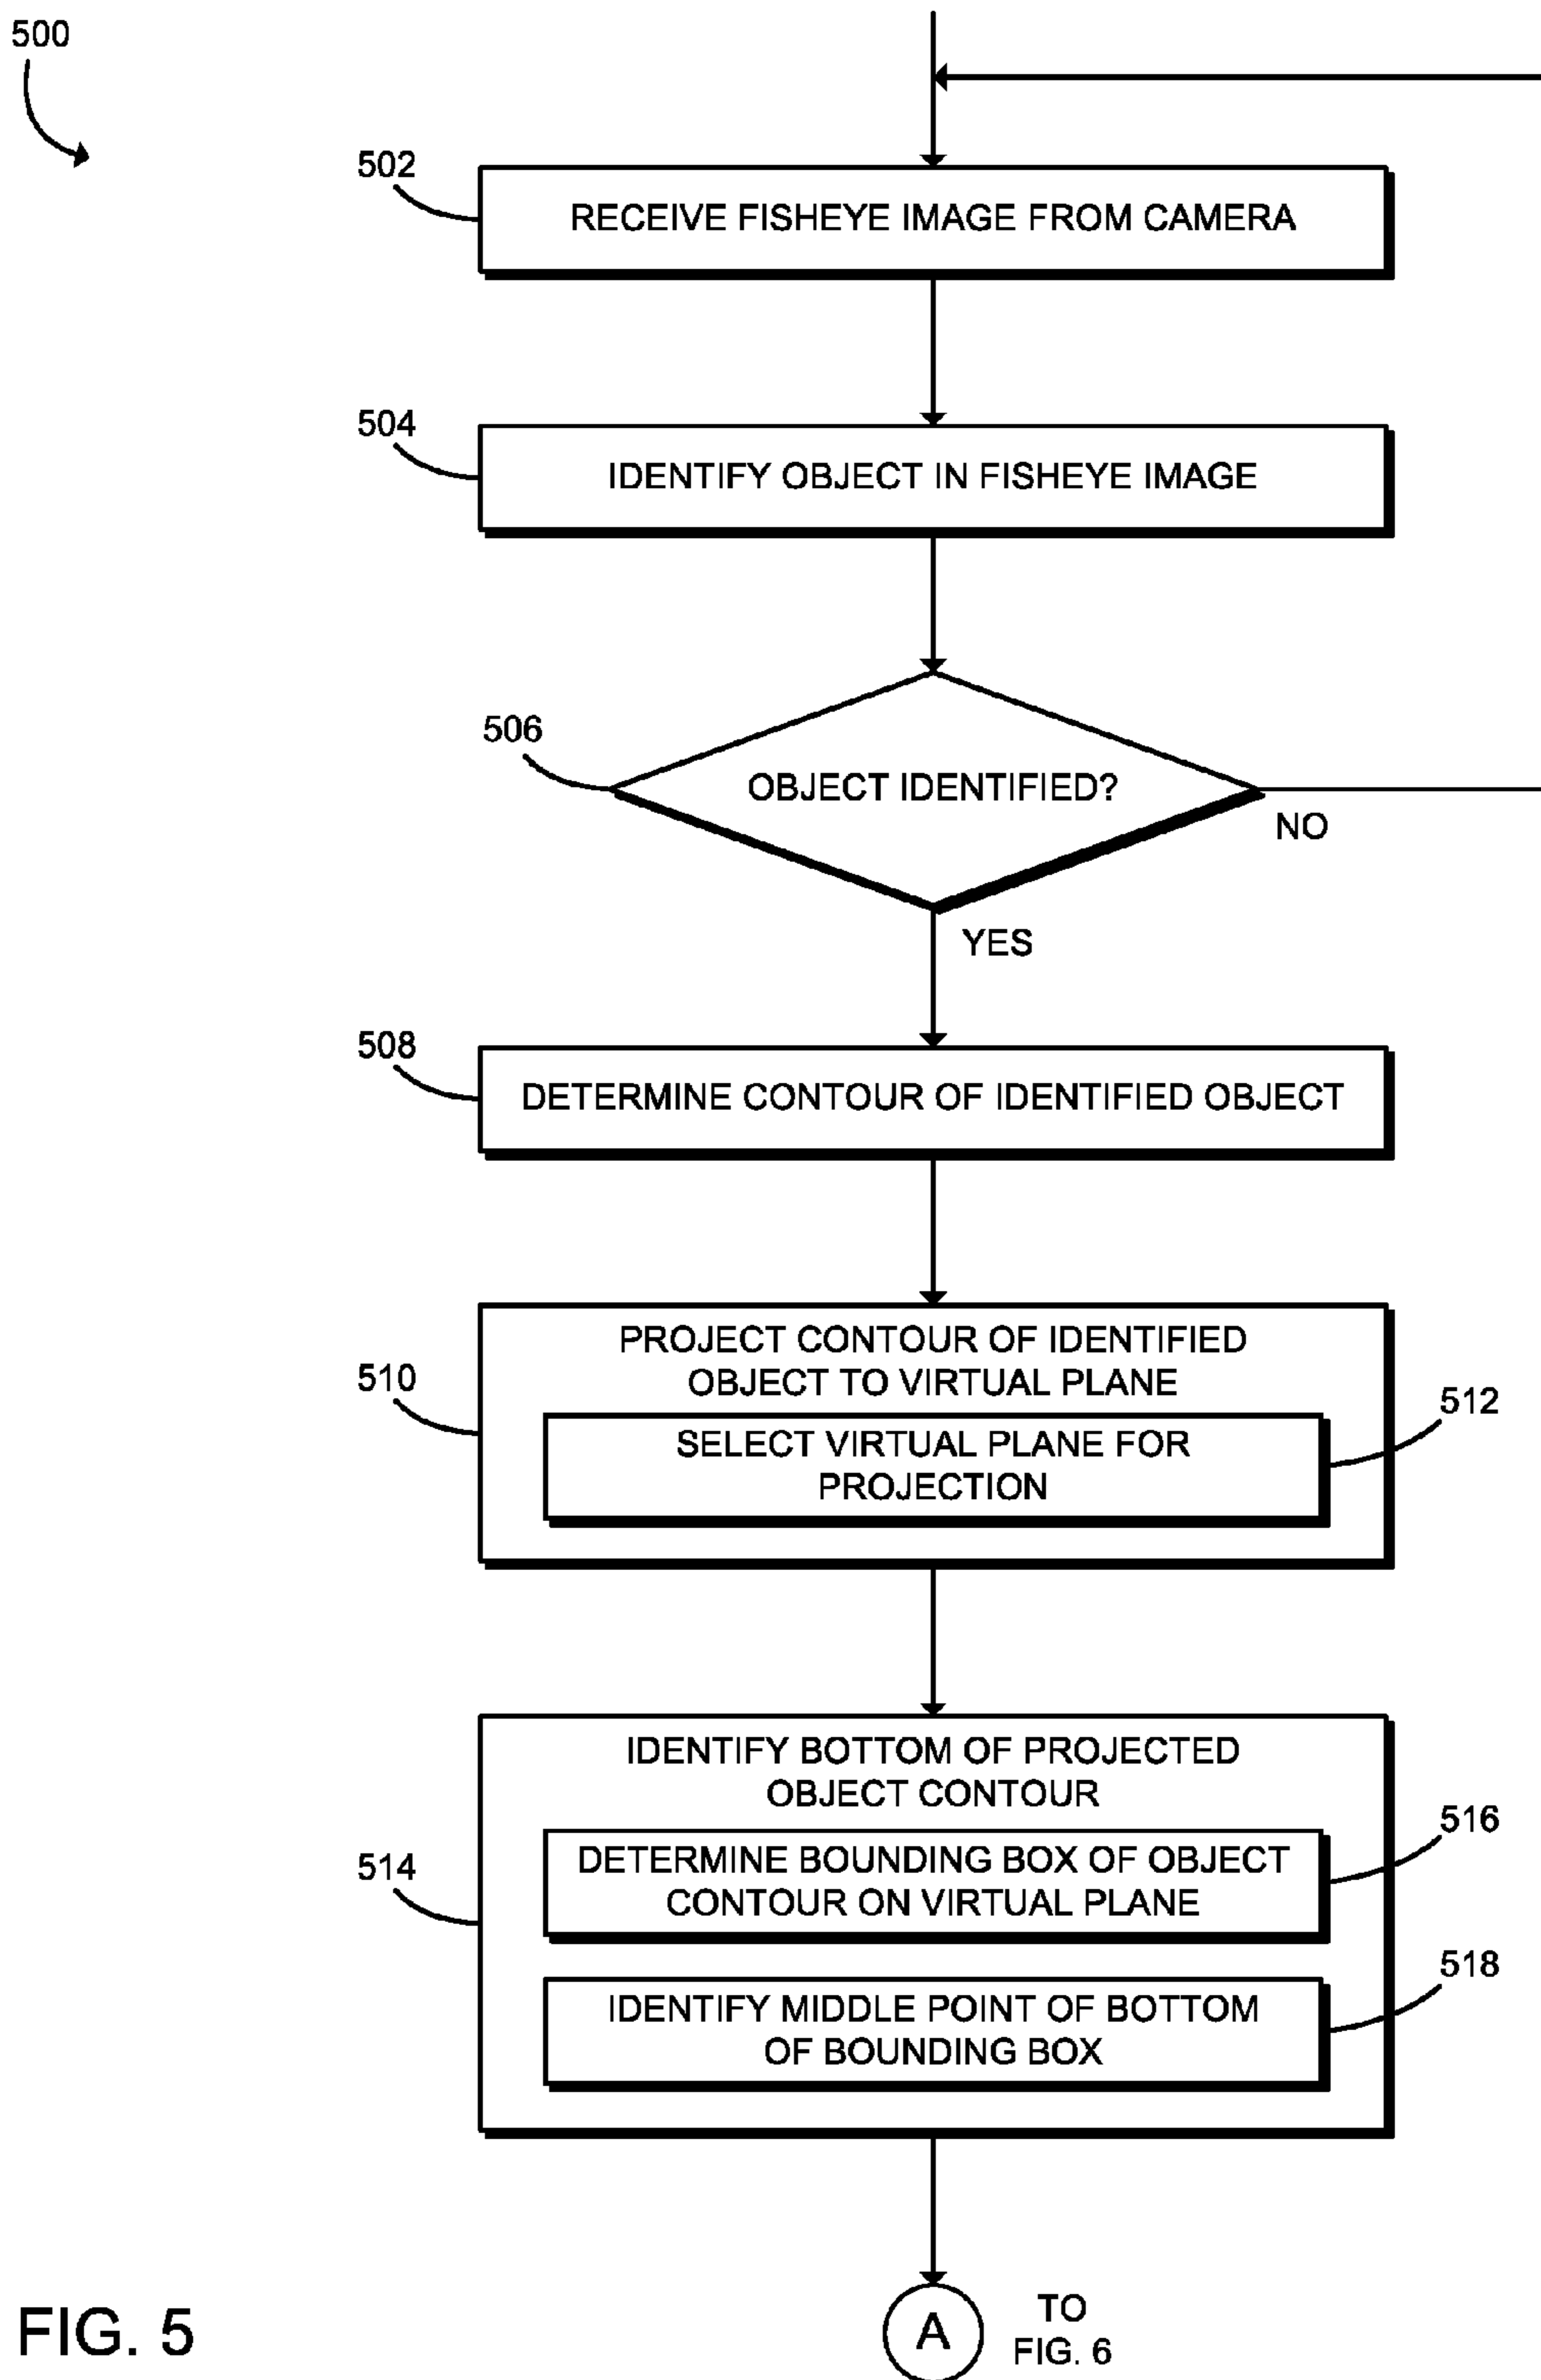 500
502
RECEIVE FISHEYE IMAGE FROM CAMERA
504
IDENTIFY OBJECT IN FISHEYE IMAGE
506
OBJECT IDENTIFIED?
NO
YES
508
DETERMINE CONTOUR OF IDENTIFIED OBJECT
510
PROJECT CONTOUR OF IDENTIFIED
OBJECT TO VIRTUAL PLANE
512
SELECT VIRTUAL PLANE FOR
PROJECTION
514
IDENTIFY BOTTOM OF PROJECTED
OBJECT CONTOUR
516
DETERMINE BOUNDING BOX OF OBJECT
CONTOUR ON VIRTUAL PLANE
518
IDENTIFY MIDDLE POINT OF BOTTOM
OF BOUNDING BOX
A
TO
FIG. 6
FIG. 5